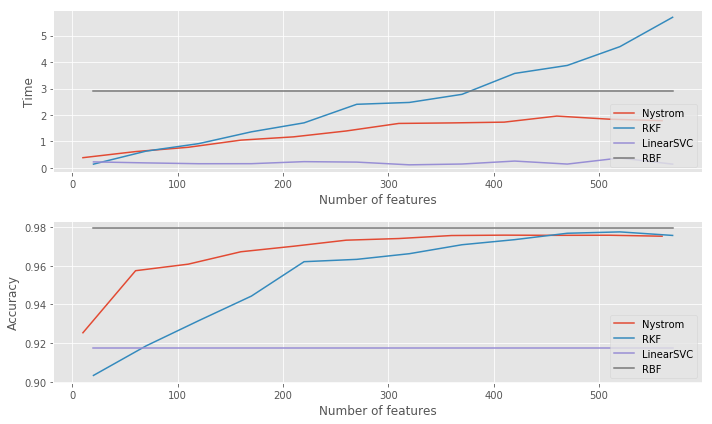 5
4
3
2
1
0
Time
0 100 200 300 400 500
Number of features
Nystrom
RKF
LinearSVC
RBF
0.98
0.96
0.94
0.92
0.90
Accuracy
0 100 200 300 400 500
Number of features
Nystrom
RKF
LinearSVC
RBF